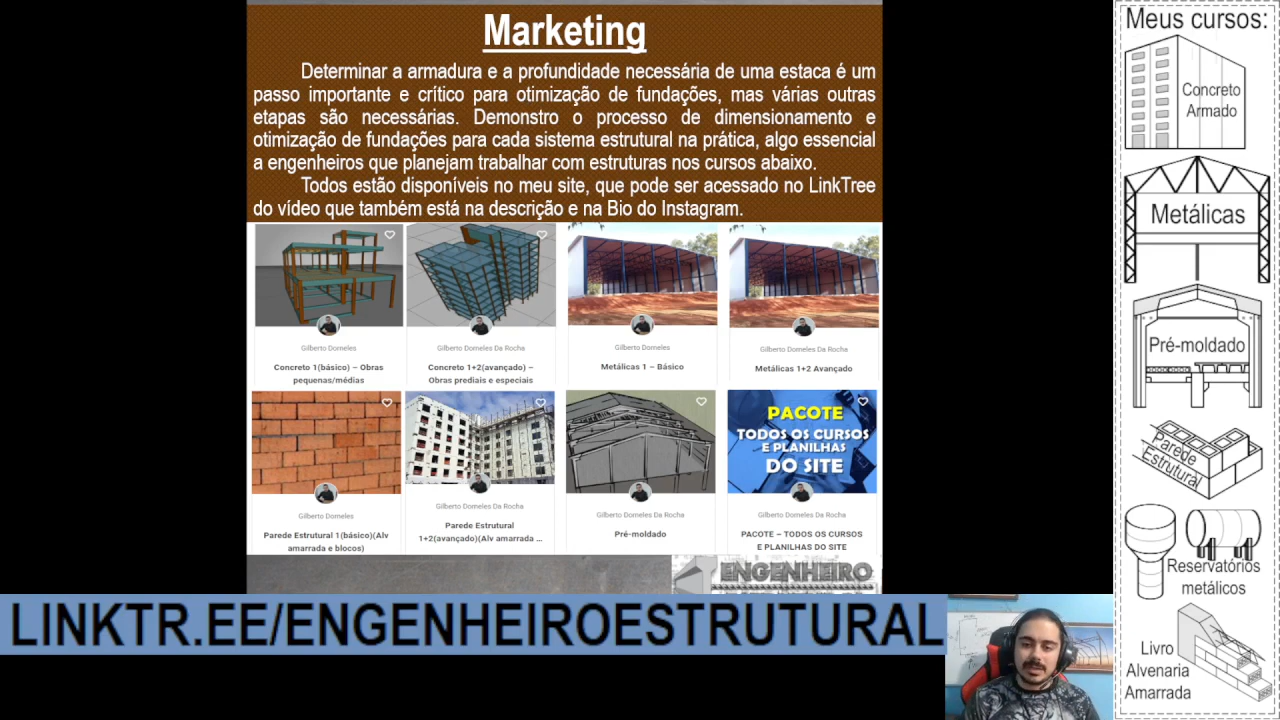 Marketing
Determinar a armadura e a profundidade necessária de uma estaca é um
passo importante e crítico para otimização de fundações, mas várias outras
etapas são necessárias. Demonstro o processo de dimensionamento e
otimização de fundações para cada sistema estrutural na prática, algo essencial
a engenheiros que planejam trabalhar com estruturas nos cursos abaixo.
Todos estão disponíveis no meu site, que pode ser acessado no LinkTree
do vídeo que também está na descrição e na Bio do Instagram.
Gilberto Dorneles
Concreto 1(básico) – Obras
pequenas/médias
Gilberto Dorneles Da Rocha
Concreto 1+2(avançado) –
Obras prediais e especiais
Gilberto Dorneles
Metálicas 1 – Básico
Gilberto Dorneles Da Rocha
Metálicas 1+2 Avançado
Gilberto Dorneles
Parede Estrutural 1(básico)(Alv
amarrada e blocos)
Gilberto Dorneles Da Rocha
Parede Estrutural
1+2(avançado)(Alv amarrada ...
Gilberto Dorneles Da Rocha
Pré-moldado
PACOTE
TODOS OS CURSOS
E PLANILHAS
DO SITE
Gilberto Dorneles Da Rocha
PACOTE – TODOS OS CURSOS
E PLANILHAS DO SITE
ENGENHEIRO
LINKTR.EE/ENGENHEIROESTRUTURAL
Meus cursos:
Concreto
Armado
Metálicas
Pré-moldado
Parede
Estrutural
Reservatórios
metálicos
Livro
Alvenaria
Amarrada